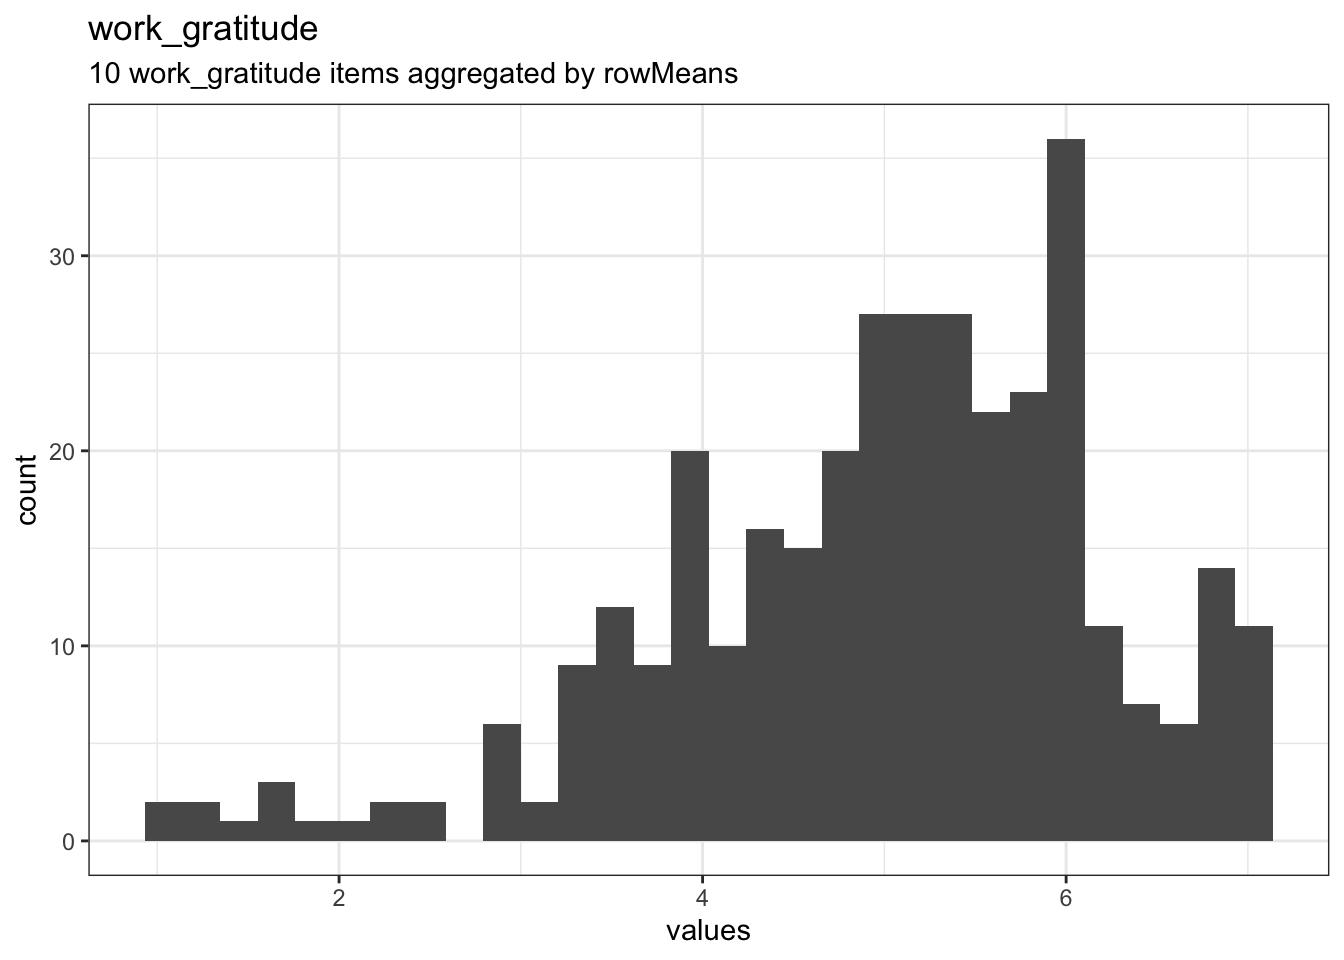 work_gratitude
10 work_gratitude items aggregated by rowMeans
30
20
10
0
count
2 4 6
values